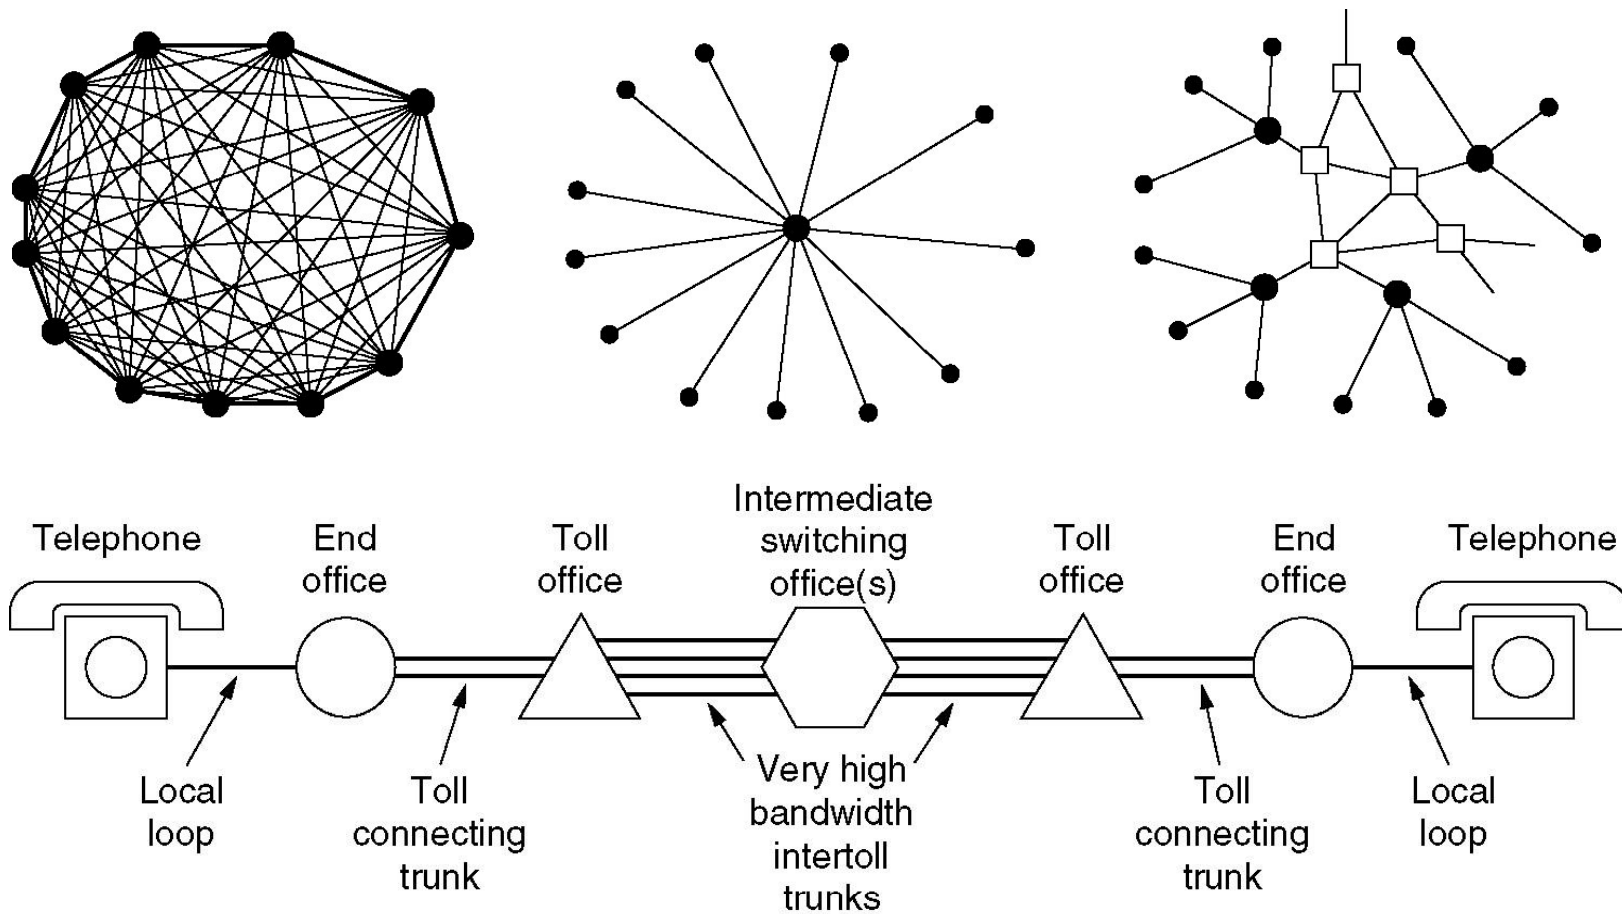 Telephone
End
office
Toll
office
Intermediate
switching
office(s)
Toll
office
End
office
Telephone
Local
loop
Toll
connecting
trunk
Very high
bandwidth
intertoll
trunks
Toll
connecting
trunk
Local
loop